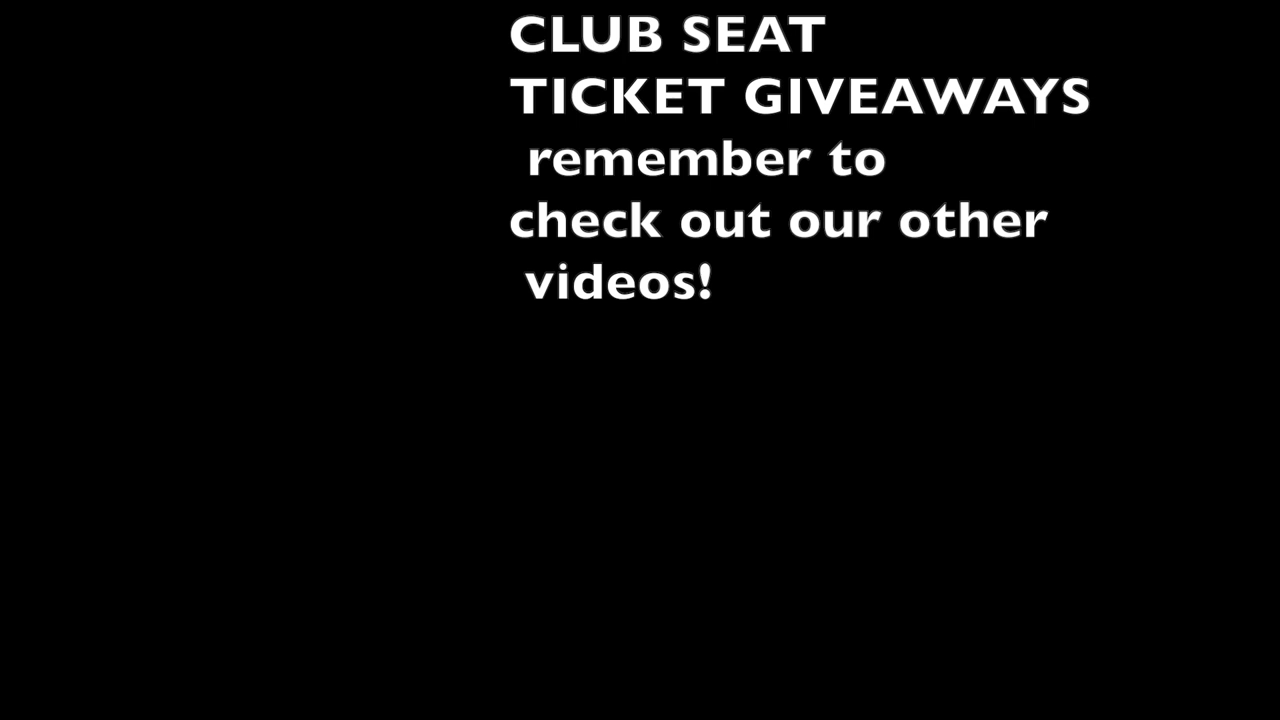 CLUB SEAT
TICKET GIVEAWAYS
remember to
check out our other
videos!